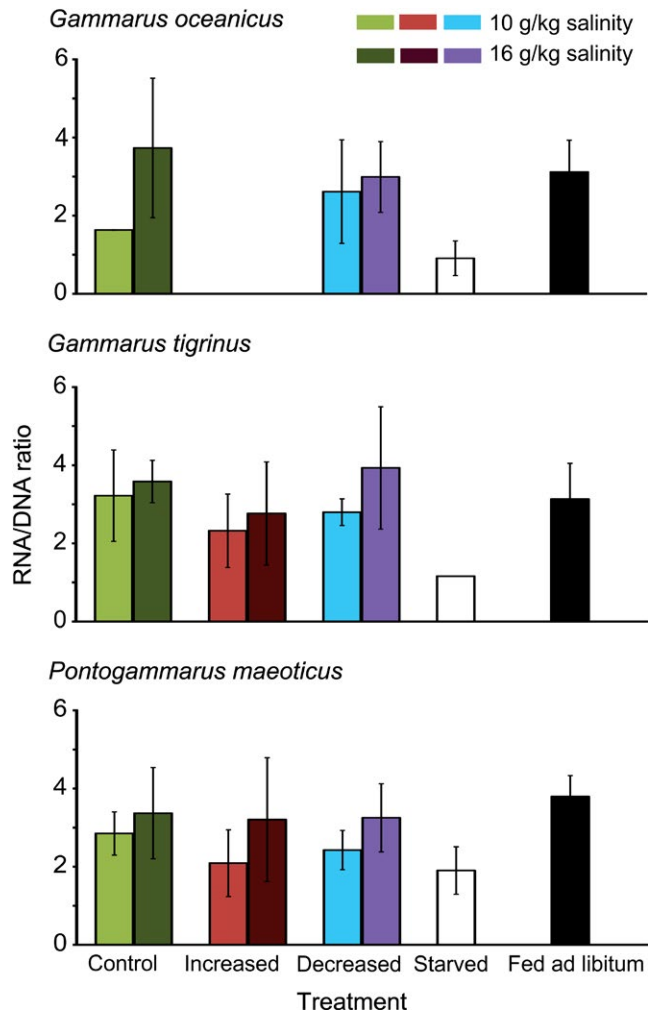 Gammarus oceanicus
10 g/kg salinity
16 g/kg salinity
6
4
2
0
Gammarus tigrinus
6
4
2
0
RNA/DNA ratio
Pontogammarus maeoticus
6
4
2
0
Control Increased Decreased Starved Fed ad libitum
Treatment